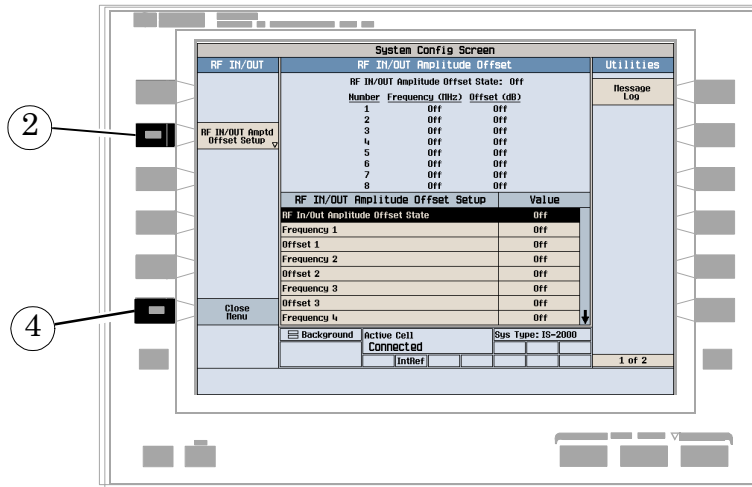 System Config Screen
RF IN/OUT
RF IN/OUT Amplitude Offset
Utilities
RF IN/OUT Amplitude Offset State: Off
Number Frequency (MHz) Offset (dB)
1 Off Off
2 Off Off
3 Off Off
4 Off Off
5 Off Off
6 Off Off
7 Off Off
8 Off Off
Message
Log
2
RF IN/OUT Amptd
Offset Setup
RF IN/OUT Amplitude Offset Setup Value
RF In/Out Amplitude Offset State Off
Frequency 1 Off
Offset 1 Off
Frequency 2 Off
Offset 2 Off
Frequency 3 Off
Offset 3 Off
Frequency 4 Off
4
Close
Menu
Background
Active Cell
Connected
Sys Type: IS-2000
IntRef
1 of 2